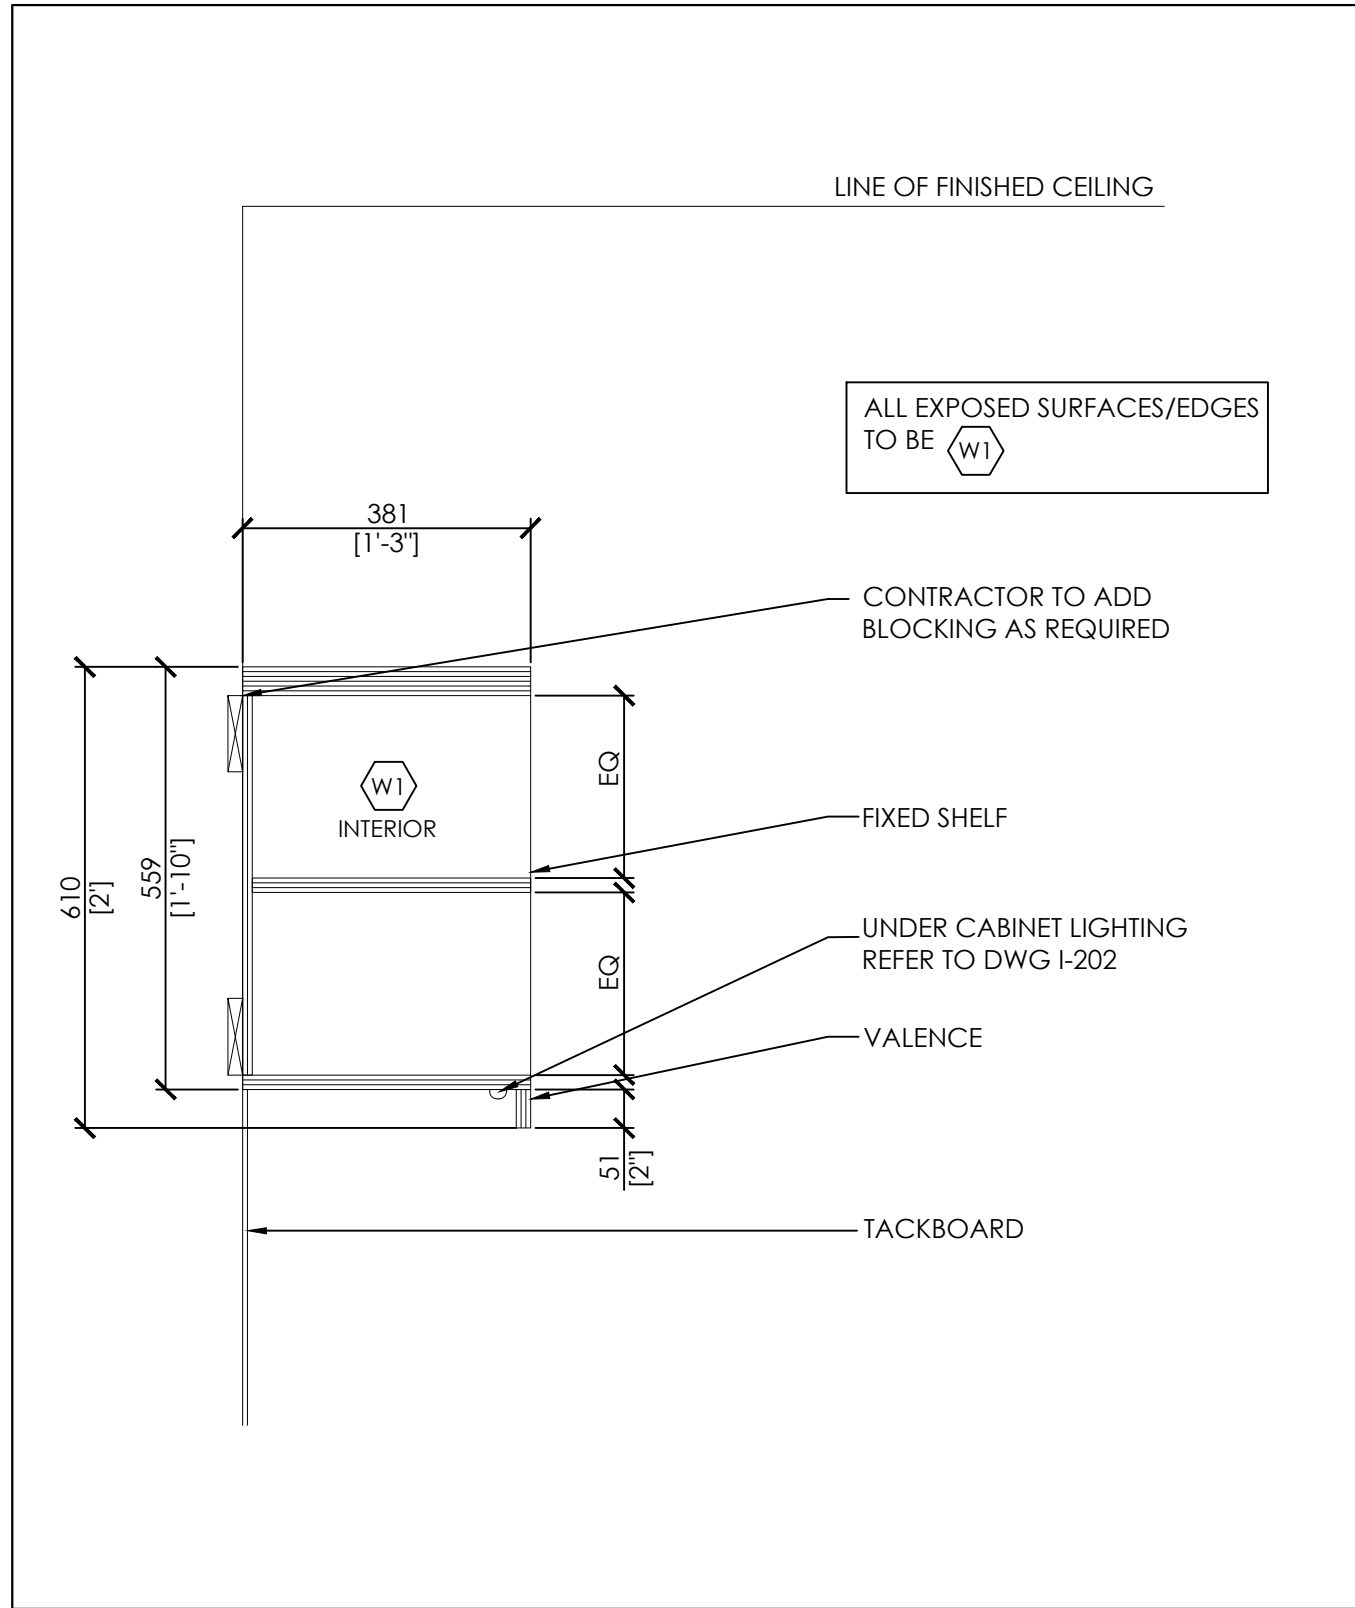 LINE OF FINISHED CEILING
ALL EXPOSED SURFACES/EDGES
TO BE W1
381
[1'-3"]
CONTRACTOR TO ADD
BLOCKING AS REQUIRED
W1
INTERIOR
EQ
FIXED SHELF
610
[2']
559
[1'-10"]
UNDER CABINET LIGHTING
REFER TO DWG I-202
EQ
VALENCE
51
[2"]
TACKBOARD